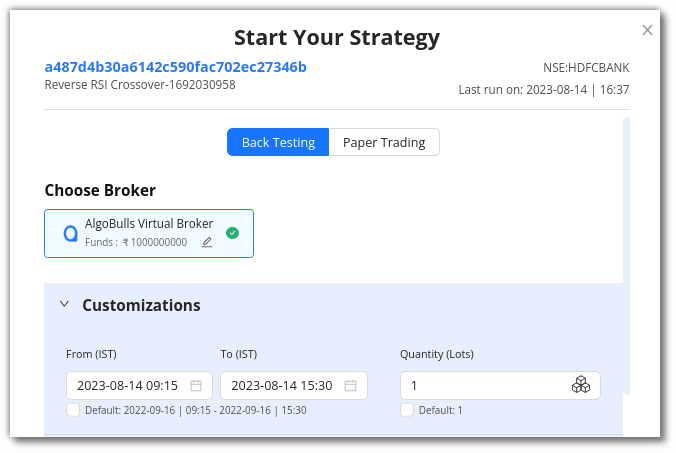 Start Your Strategy
a487d4b30a6142c590fac702ec27346b
NSE:HDFCBANK
Reverse RSI Crossover-1692030958
Last run on: 2023-08-14 | 16:37
Back Testing
Paper Trading
Choose Broker
AlgoBulls Virtual Broker
Funds : ₹ 1000000000
Customizations
From (IST)
To (IST)
Quantity (Lots)
2023-08-14 09:15
2023-08-14 15:30
1
Default: 2022-09-16 | 09:15 - 2022-09-16 | 15:30
Default: 1